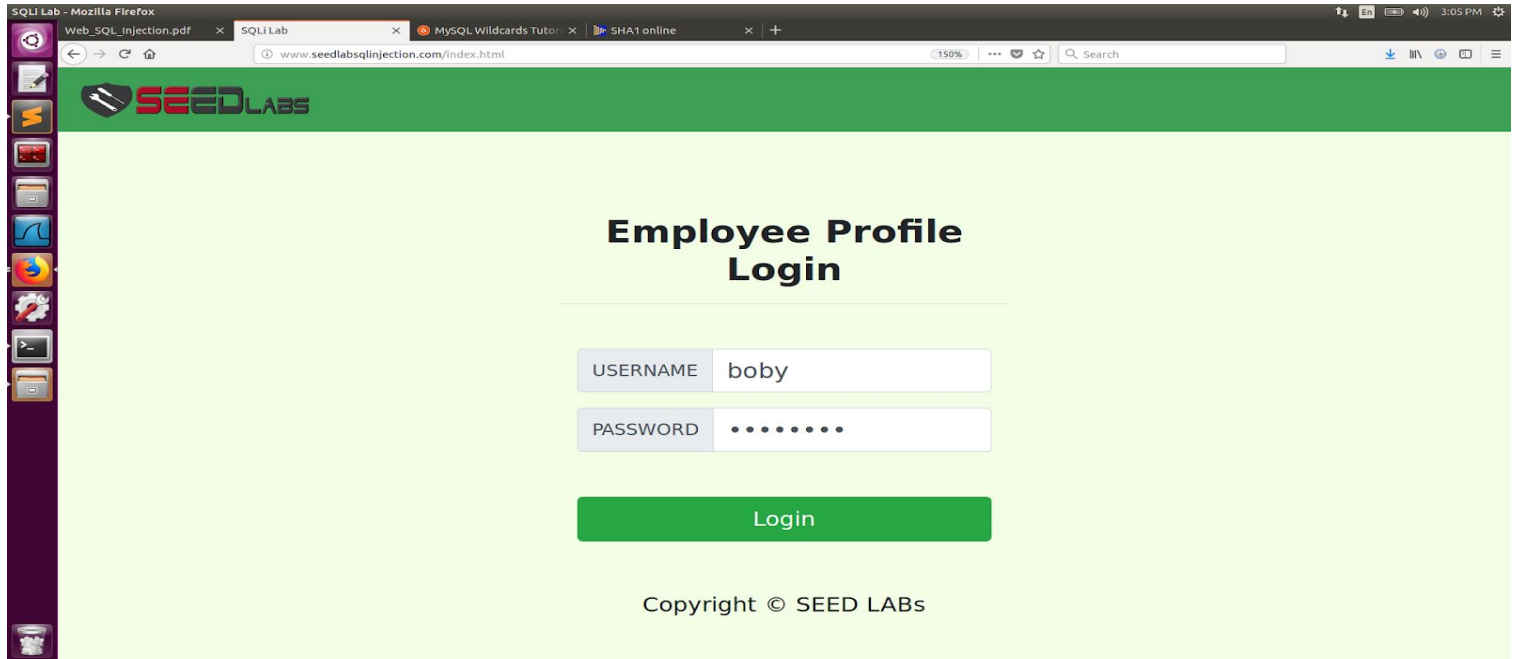 SQLi Lab - Mozilla Firefox
En 3:05 PM
Web_SQL_Injection.pdf SQLi Lab MySQL Wildcards Tutori SHA1 online
www.seedlabsqlinjection.com/index.html 150% Search
SEEDLABS
Employee Profile
Login
USERNAME boby
PASSWORD ••••••••
Login
Copyright © SEED LABs